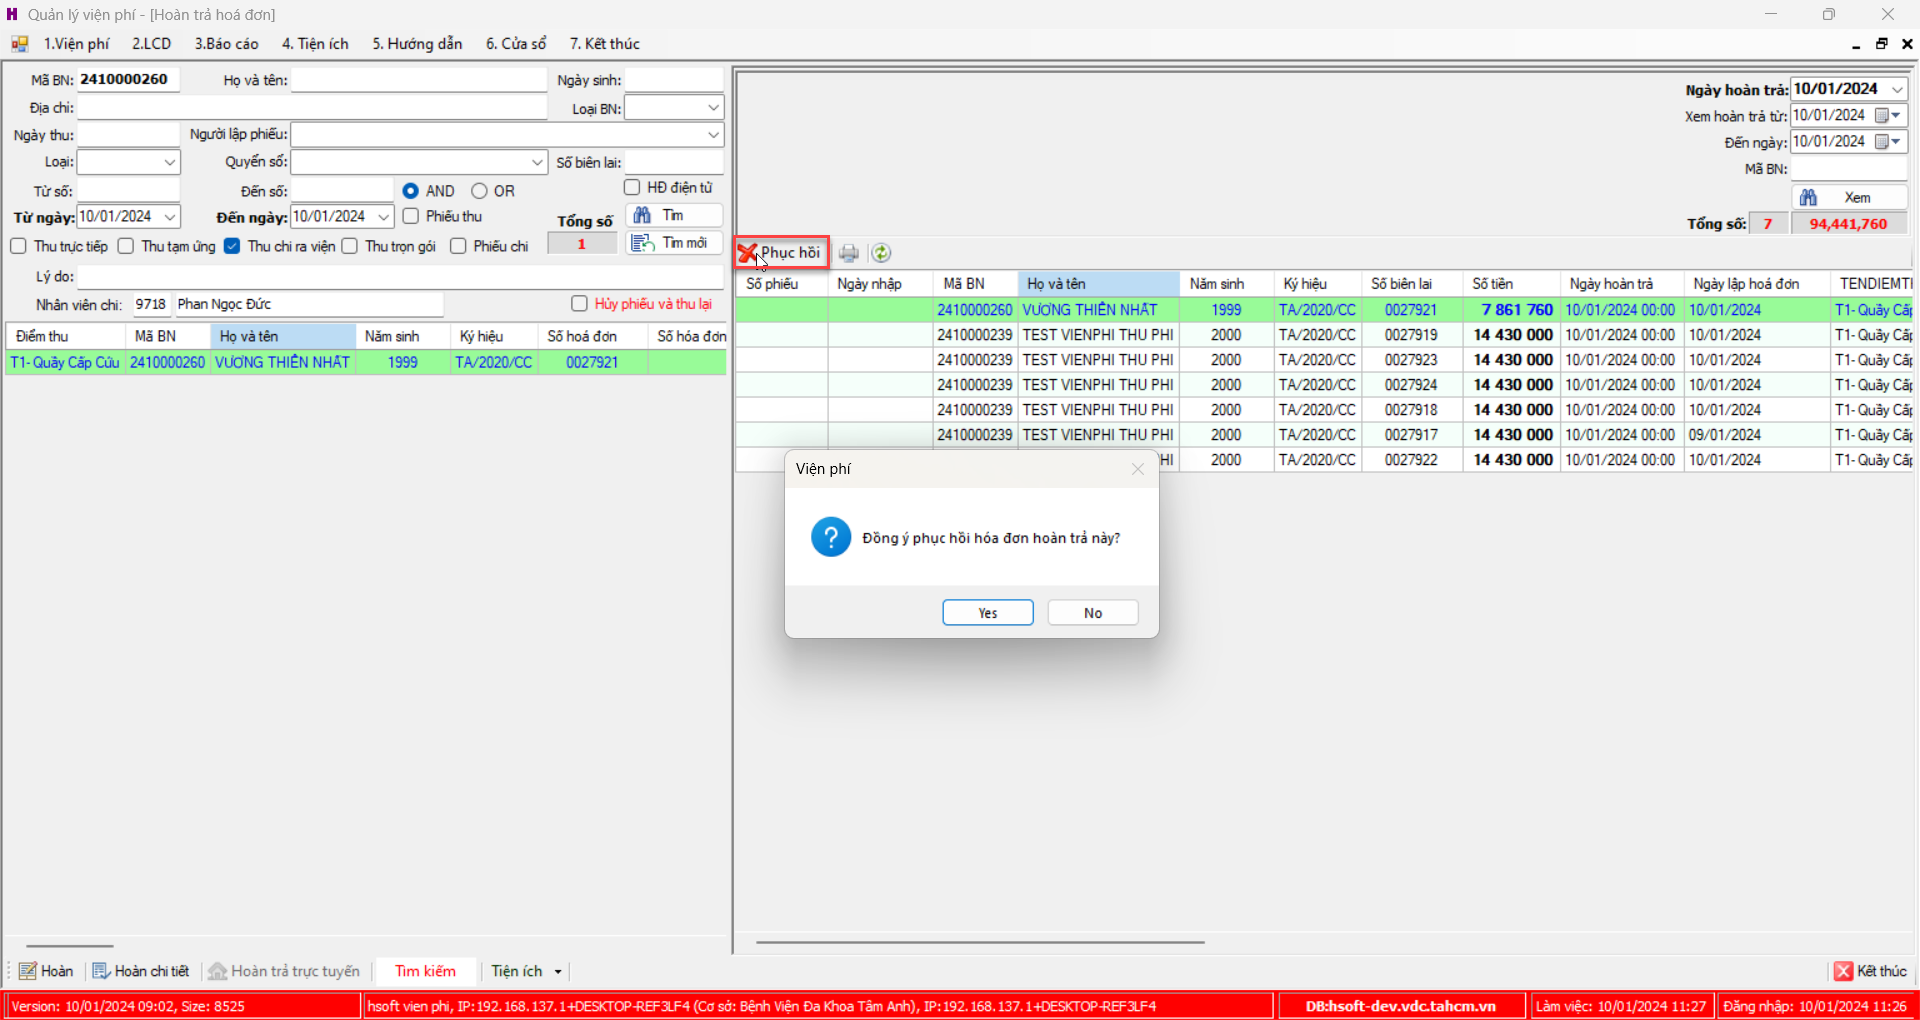 Quản lý viện phí - [Hoàn trả hoá đơn]
1.Viện phí 2.LCD 3.Báo cáo 4. Tiện ích 5. Hướng dẫn 6. Cửa sổ 7. Kết thúc
Mã BN: 2410000260 Họ và tên: Ngày sinh:
Địa chỉ: Loại BN:
Ngày thu: Người lập phiếu:
Loại: Quyển số: Số biên lai:
Từ số: Đến số: AND OR HĐ điện tử
Từ ngày: 10/01/2024 Đến ngày: 10/01/2024 Phiếu thu Tổng số Tìm
Thu trực tiếp Thu tạm ứng Thu chi ra viện Thu trọn gói Phiếu chi 1 Tìm mới
Lý do:
Nhân viên chi: 9718 Phan Ngọc Đức Hủy phiếu và thu lại
Điểm thu Mã BN Họ và tên Năm sinh Ký hiệu Số hoá đơn Số hóa đơn
T1- Quầy Cấp Cứu 2410000260 VƯƠNG THIÊN NHẤT 1999 TA/2020/CC 0027921
Ngày hoàn trả: 10/01/2024
Xem hoàn trả từ: 10/01/2024
Đến ngày: 10/01/2024
Mã BN:
Xem
Tổng số: 7 94,441,760
Phục hồi
Số phiếu Ngày nhập Mã BN Họ và tên Năm sinh Ký hiệu Số biên lai Số tiền Ngày hoàn trả Ngày lập hoá đơn TENDIEMT
2410000260 VƯƠNG THIÊN NHẤT 1999 TA/2020/CC 0027921 7 861 760 10/01/2024 00:00 10/01/2024 T1- Quầy Cấ
2410000239 TEST VIENPHI THU PHI 2000 TA/2020/CC 0027919 14 430 000 10/01/2024 00:00 10/01/2024 T1- Quầy Cấ
2410000239 TEST VIENPHI THU PHI 2000 TA/2020/CC 0027923 14 430 000 10/01/2024 00:00 10/01/2024 T1- Quầy Cấ
2410000239 TEST VIENPHI THU PHI 2000 TA/2020/CC 0027924 14 430 000 10/01/2024 00:00 10/01/2024 T1- Quầy Cấ
2410000239 TEST VIENPHI THU PHI 2000 TA/2020/CC 0027918 14 430 000 10/01/2024 00:00 10/01/2024 T1- Quầy Cấ
2410000239 TEST VIENPHI THU PHI 2000 TA/2020/CC 0027917 14 430 000 10/01/2024 00:00 09/01/2024 T1- Quầy Cấ
HI 2000 TA/2020/CC 0027922 14 430 000 10/01/2024 00:00 10/01/2024 T1- Quầy Cấ
Viện phí
Đồng ý phục hồi hóa đơn hoàn trả này?
Yes No
Hoàn Hoàn chi tiết Hoàn trả trực tuyến Tìm kiếm Tiện ích Kết thúc
Version: 10/01/2024 09:02, Size: 8525 hsoft vien phi, IP:192.168.137.1+DESKTOP-REF3LF4 (Cơ sở: Bệnh Viện Đa Khoa Tâm Anh), IP:192.168.137.1+DESKTOP-REF3LF4 DB:hsoft-dev.vdc.tahcm.vn Làm việc: 10/01/2024 11:27 Đăng nhập: 10/01/2024 11:26